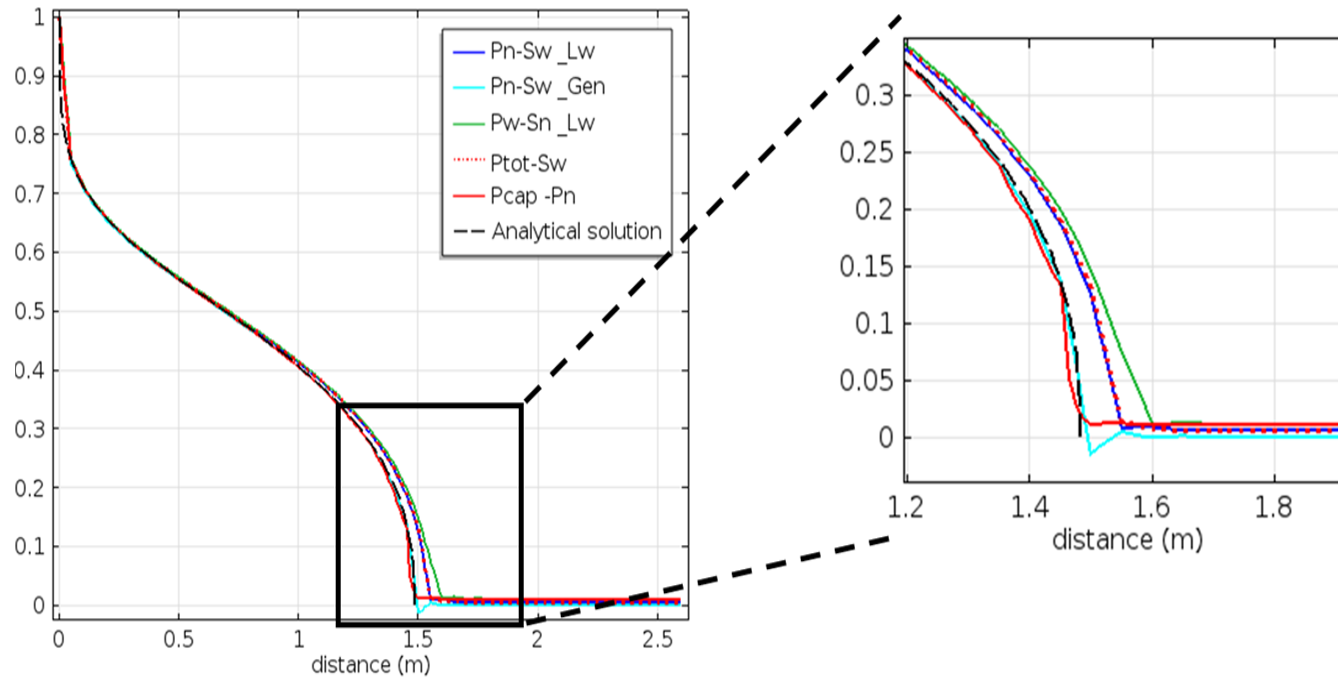 1
0.9
0.8
0.7
0.6
0.5
0.4
0.3
0.2
0.1
0
0 0.5 1 1.5 2 2.5
distance (m)
Pn-Sw _Lw
Pn-Sw _Gen
Pw-Sn _Lw
Ptot-Sw
Pcap -Pn
Analytical solution
0.3
0.25
0.2
0.15
0.1
0.05
0
1.2 1.4 1.6 1.8
distance (m)